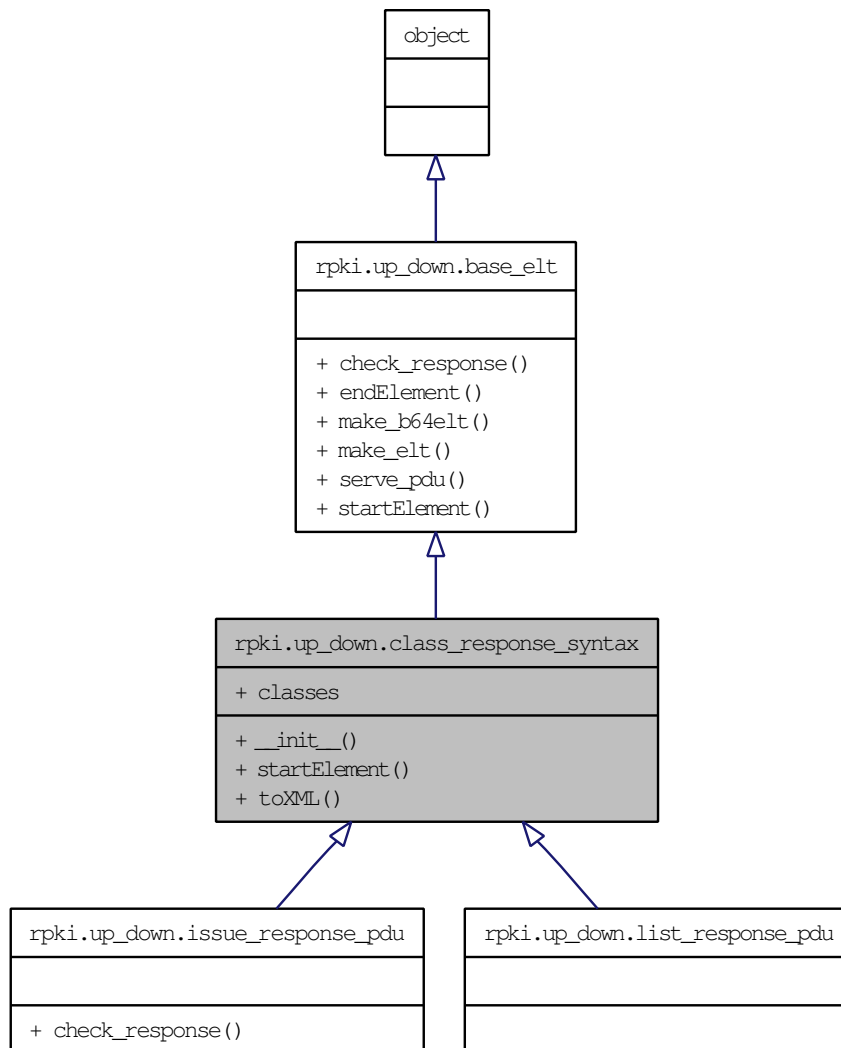 object
rpki.up_down.base_elt
+ check_response()
+ endElement()
+ make_b64elt()
+ make_elt()
+ serve_pdu()
+ startElement()
rpki.up_down.class_response_syntax
+ classes
+ __init__()
+ startElement()
+ toXML()
rpki.up_down.issue_response_pdu
+ check_response()
rpki.up_down.list_response_pdu